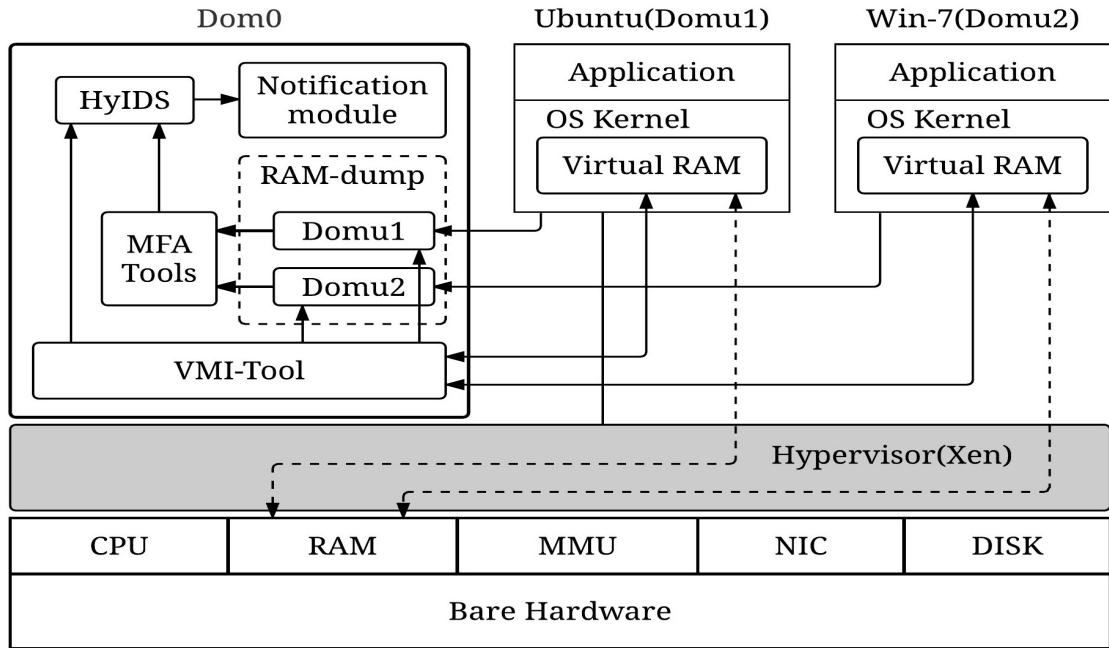 Dom0
Ubuntu(Domu1)
Win-7(Domu2)
HyIDS
Notification
module
Application
Application
OS Kernel
OS Kernel
Virtual RAM
Virtual RAM
RAM-dump
MFA
Tools
Domu1
Domu2
VMI-Tool
Hypervisor(Xen)
CPU
RAM
MMU
NIC
DISK
Bare Hardware